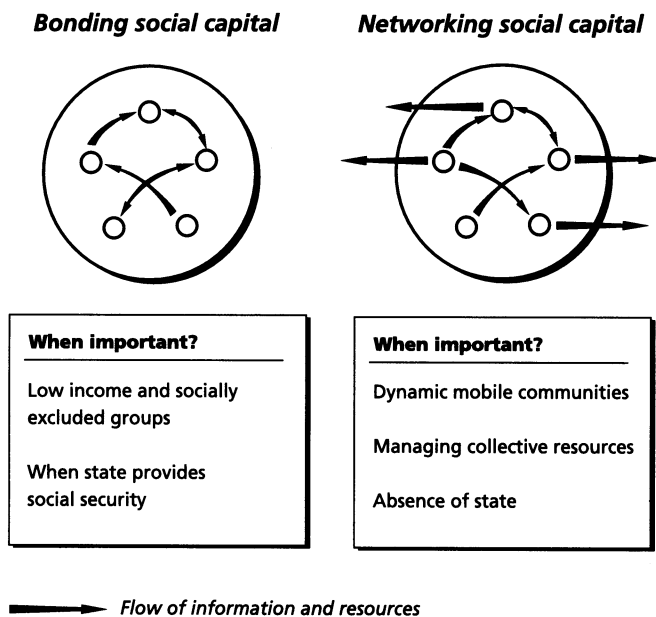 Bonding social capital
Networking social capital
When important?
Low income and socially
excluded groups
When state provides
social security
When important?
Dynamic mobile communities
Managing collective resources
Absence of state
Flow of information and resources